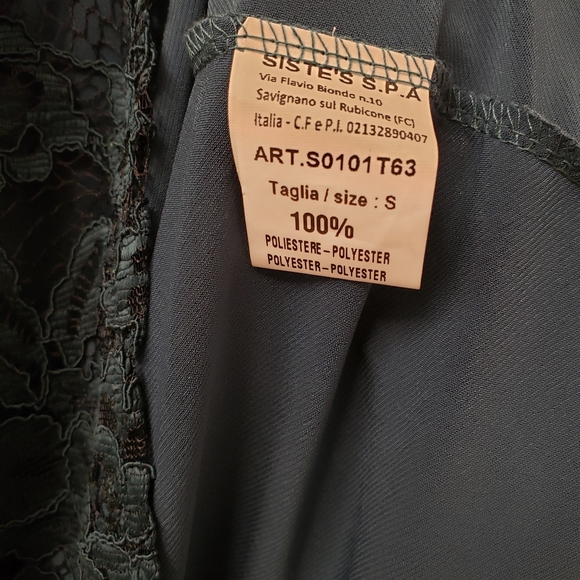 SISTE'S S.P.A
Via Flavio Biondo n.10
Savignano sul Rubicone (FC)
Italia - C.F e P.I. 02132890407
ART.S0101T63
Taglia / size : S
100%
POLIESTERE-POLYESTER
POLYESTER-POLYESTER